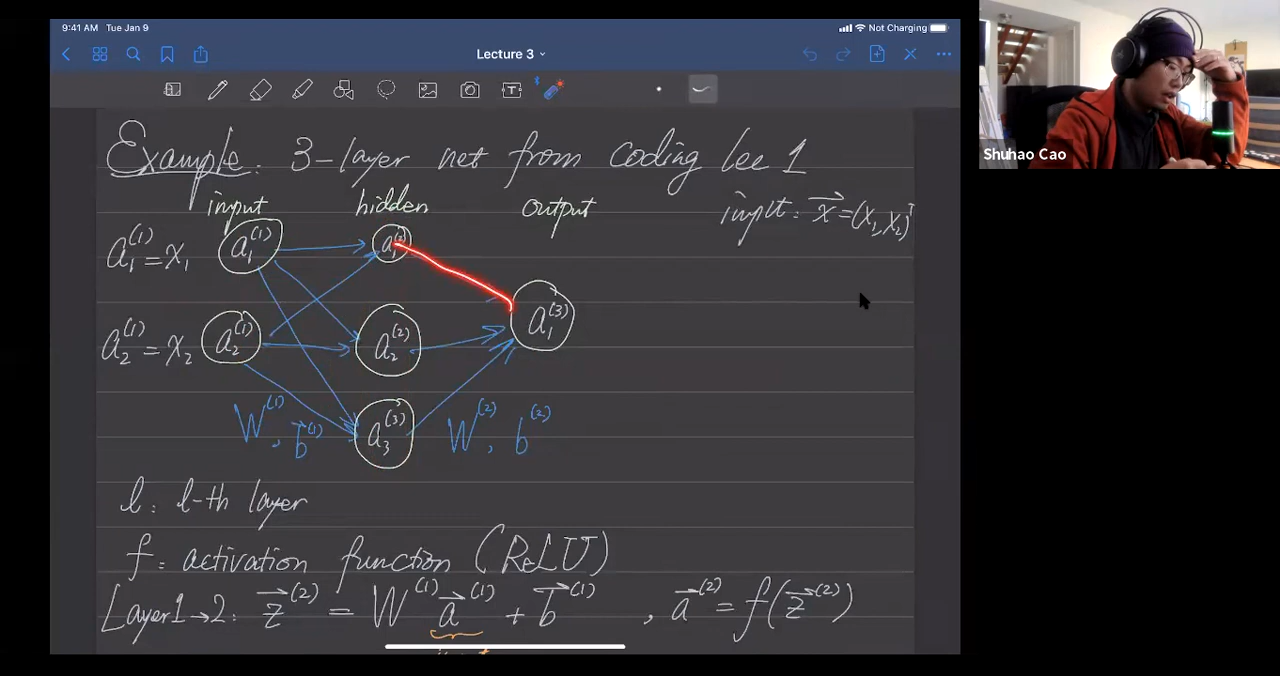 9:41 AM Tue Jan 9
Not Charging
Lecture 3
Shuhao Cao
Example: 3-layer net from Coding Lec 1
input hidden output
input: x⃗ = (x₁, x₂)ᵀ
a₁⁽¹⁾ = x₁ a₁⁽¹⁾ a₁⁽²⁾
a₁⁽³⁾
a₂⁽¹⁾ = x₂ a₂⁽¹⁾ a₂⁽²⁾
W⁽¹⁾, b⃗⁽¹⁾ a₃⁽³⁾ W⁽²⁾, b⁽²⁾
l: l-th layer
f: activation function (ReLU)
Layer 1→2: z⃗⁽²⁾ = W⁽¹⁾ a⃗⁽¹⁾ + b⃗⁽¹⁾, a⃗⁽²⁾ = f(z⃗⁽²⁾)